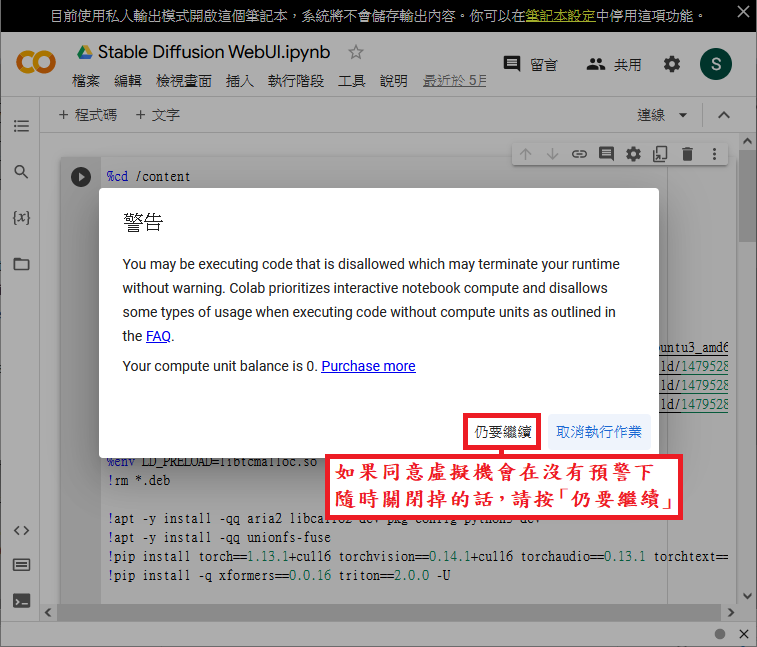 目前使用私人輸出模式開啟這個筆記本，系統將不會儲存輸出內容。你可以在筆記本設定中停用這項功能。
Stable Diffusion WebUI.ipynb
檔案 編輯 檢視畫面 插入 執行階段 工具 說明 最近於 5月
留言 共用 S
+ 程式碼 + 文字 連線
{x}
%cd /content
警告
You may be executing code that is disallowed which may terminate your runtime
without warning. Colab prioritizes interactive notebook compute and disallows
some types of usage when executing code without compute units as outlined in
the FAQ.
Your compute unit balance is 0. Purchase more
untu3_amd6
ld/1479528
ld/1479528
ld/1479528
仍要繼續 取消執行作業
如果同意虛擬機會在沒有預警下
隨時關閉掉的話，請按「仍要繼續」
%env LD_PRELOAD=libtcmalloc.so
!rm *.deb
!apt -y install -qq aria2 libcairo2-dev pkg-config python3-dev
!apt -y install -qq unionfs-fuse
!pip install torch==1.13.1+cu116 torchvision==0.14.1+cu116 torchaudio==0.13.1 torchtext==
!pip install -q xformers==0.0.16 triton==2.0.0 -U